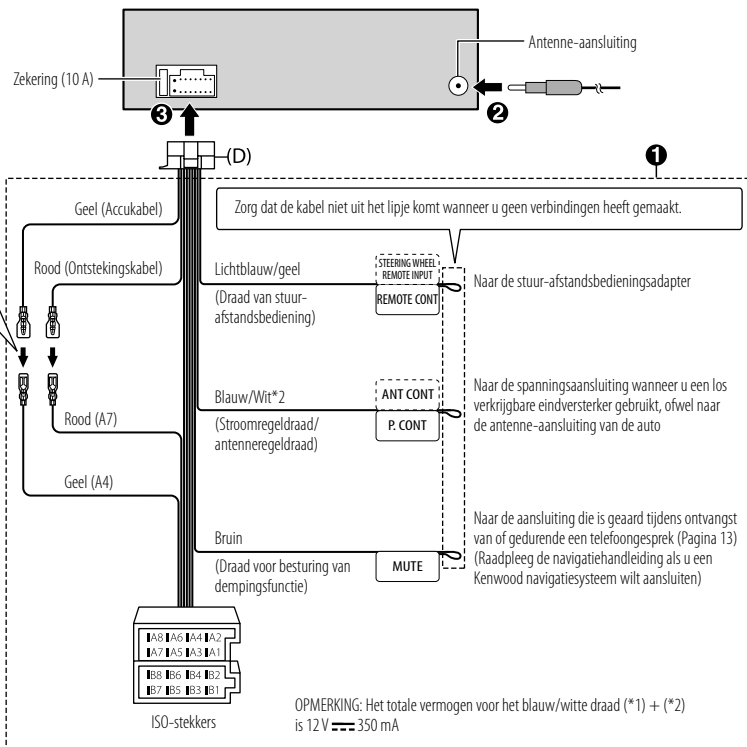 Antenne-aansluiting
Zekering (10 A)
❸
❷
(D)
❶
Geel (Accukabel)
Zorg dat de kabel niet uit het lipje komt wanneer u geen verbindingen heeft gemaakt.
Rood (Ontstekingskabel)
Lichtblauw/geel
(Draad van stuur-
afstandsbediening)
STEERING WHEEL
REMOTE INPUT
REMOTE CONT
Naar de stuur-afstandsbedieningsadapter
Blauw/Wit*2
(Stroomregeldraad/
antenneregeldraad)
ANT CONT
P. CONT
Naar de spanningsaansluiting wanneer u een los
verkrijgbare eindversterker gebruikt, ofwel naar
de antenne-aansluiting van de auto
Rood (A7)
Geel (A4)
Bruin
(Draad voor besturing van
dempingsfunctie)
MUTE
Naar de aansluiting die is geaard tijdens ontvangst
van of gedurende een telefoongesprek (Pagina 13)
(Raadpleeg de navigatiehandleiding als u een
Kenwood navigatiesysteem wilt aansluiten)
A8 A6 A4 A2
A7 A5 A3 A1
B8 B6 B4 B2
B7 B5 B3 B1
ISO-stekkers
OPMERKING: Het totale vermogen voor het blauw/witte draad (*1) + (*2)
is 12 V ⎓ 350 mA